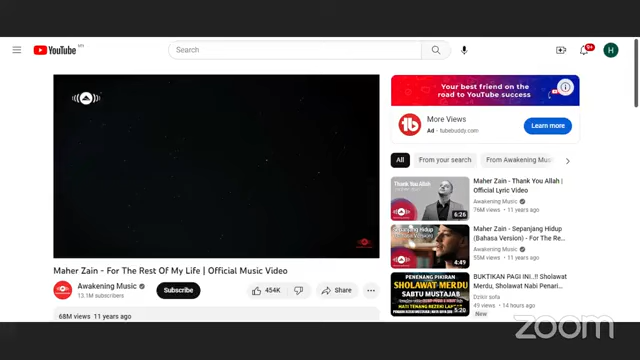 YouTube MY
Search
9+
H
Your best friend on the
road to YouTube success
More Views
Ad · tubebuddy.com
Learn more
All
From your search
From Awakening Mus
Maher Zain - Thank You Allah |
Official Lyric Video
Awakening Music
76M views · 11 years ago
THANK YOU ALLAH
6:26
Maher Zain - Sepanjang Hidup
(Bahasa Version) - For The Re...
Awakening Music
55M views · 11 years ago
Sepanjang Hidup
4:49
BUKTIKAN PAGI INI..!! Sholawat
Merdu, Sholawat Nabi Penari...
49 views · 14 hours ago
New
PENENANG PIKIRAN
SHOLAWAT MERDU
SABTU MUSTAJAB
5:20
Maher Zain - For The Rest Of My Life | Official Music Video
Awakening Music
13.1M subscribers
Subscribe
454K
Share
68M views 11 years ago
zoom